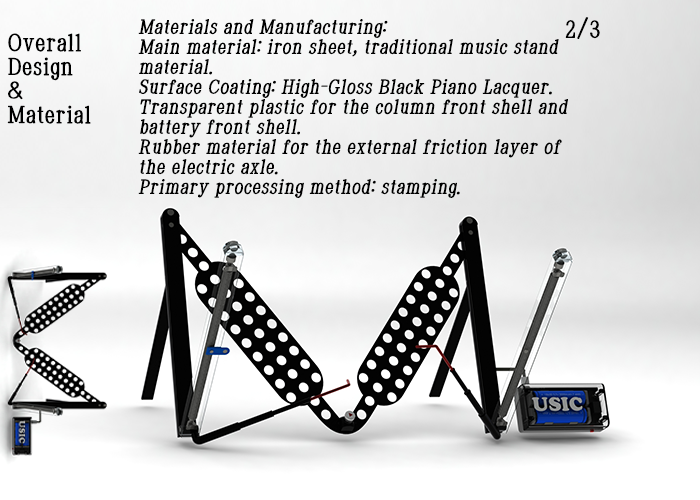 Overall
Design
&
Material
Materials and Manufacturing:
Main material: iron sheet, traditional music stand
material.
Surface Coating: High-Gloss Black Piano Lacquer.
Transparent plastic for the column front shell and
battery front shell.
Rubber material for the external friction layer of
the electric axle.
Primary processing method: stamping.
2/3
USIC
USIC